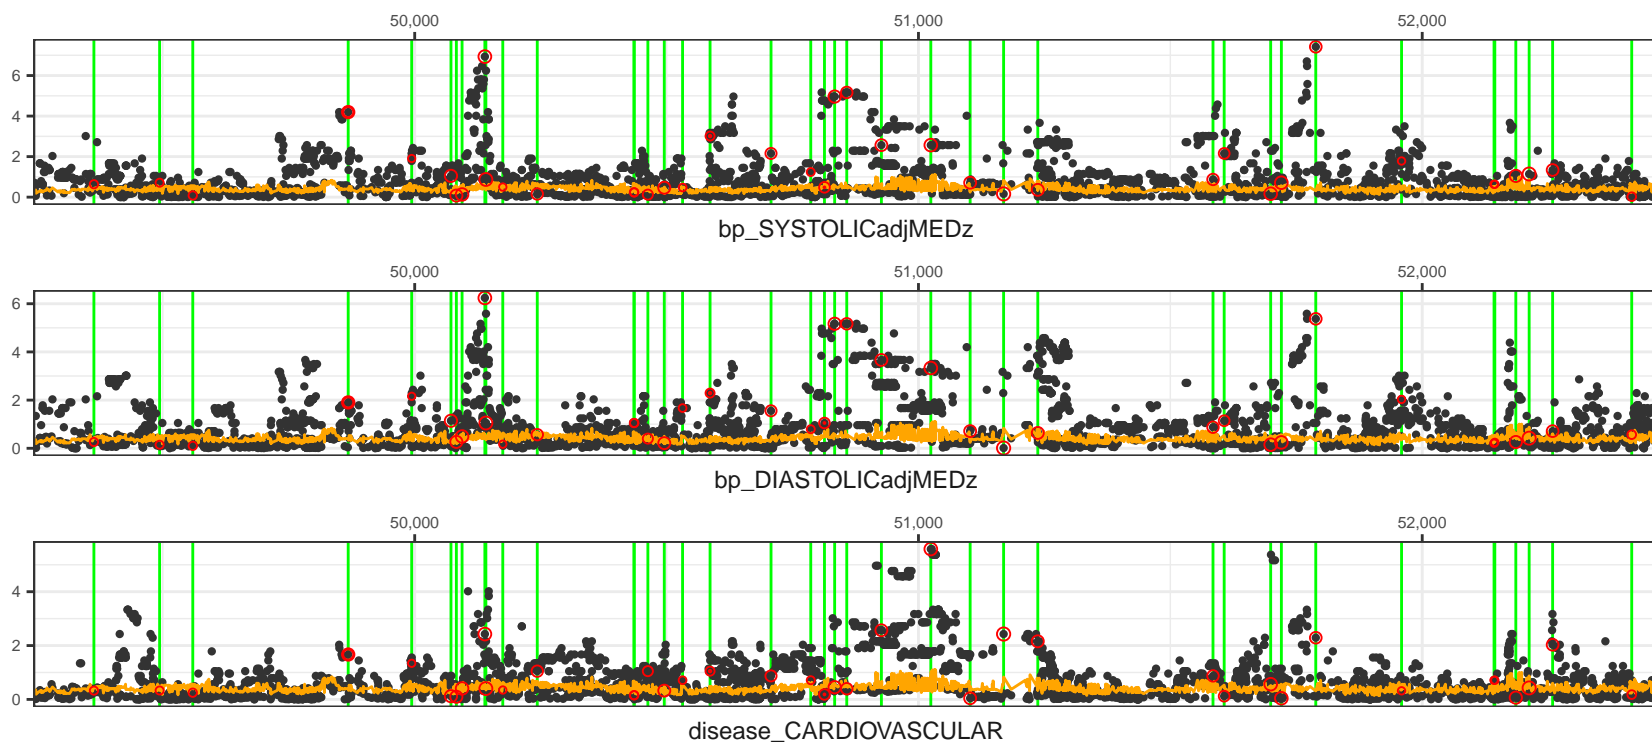 50,000 51,000 52,000
6
4
2
0
bp_SYSTOLICadjMEDz
50,000 51,000 52,000
6
4
2
0
bp_DIASTOLICadjMEDz
50,000 51,000 52,000
4
2
0
disease_CARDIOVASCULAR